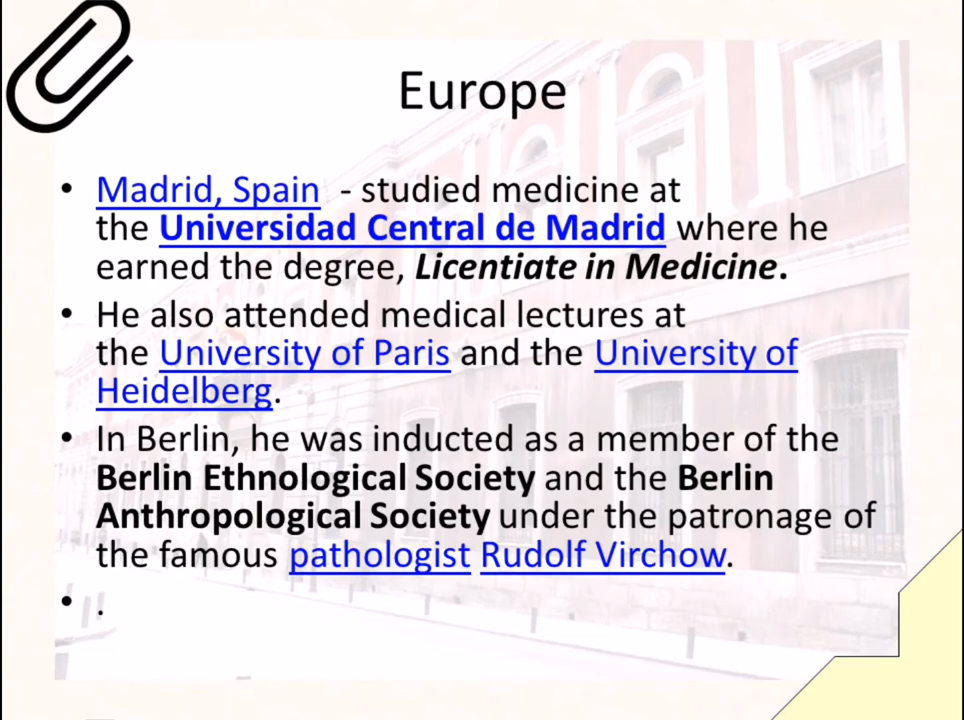 Europe
• Madrid, Spain - studied medicine at
the Universidad Central de Madrid where he
earned the degree, Licentiate in Medicine.
• He also attended medical lectures at
the University of Paris and the University of
Heidelberg.
• In Berlin, he was inducted as a member of the
Berlin Ethnological Society and the Berlin
Anthropological Society under the patronage of
the famous pathologist Rudolf Virchow.
• .